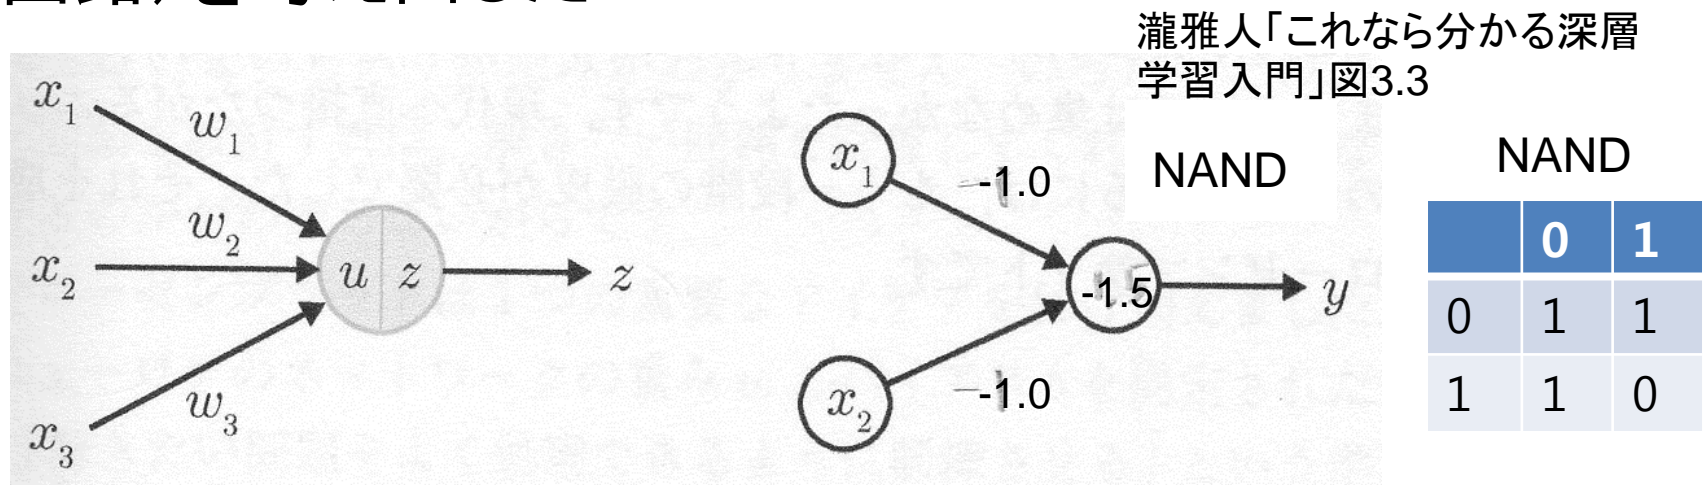 瀧雅人「これなら分かる深層
学習入門」図3.3
x₁
w₁
x₂
w₂
x₃
w₃
u z
z
x₁
-1.0
NAND
-1.5
y
x₂
-1.0
NAND
0 1
0 1 1
1 1 0